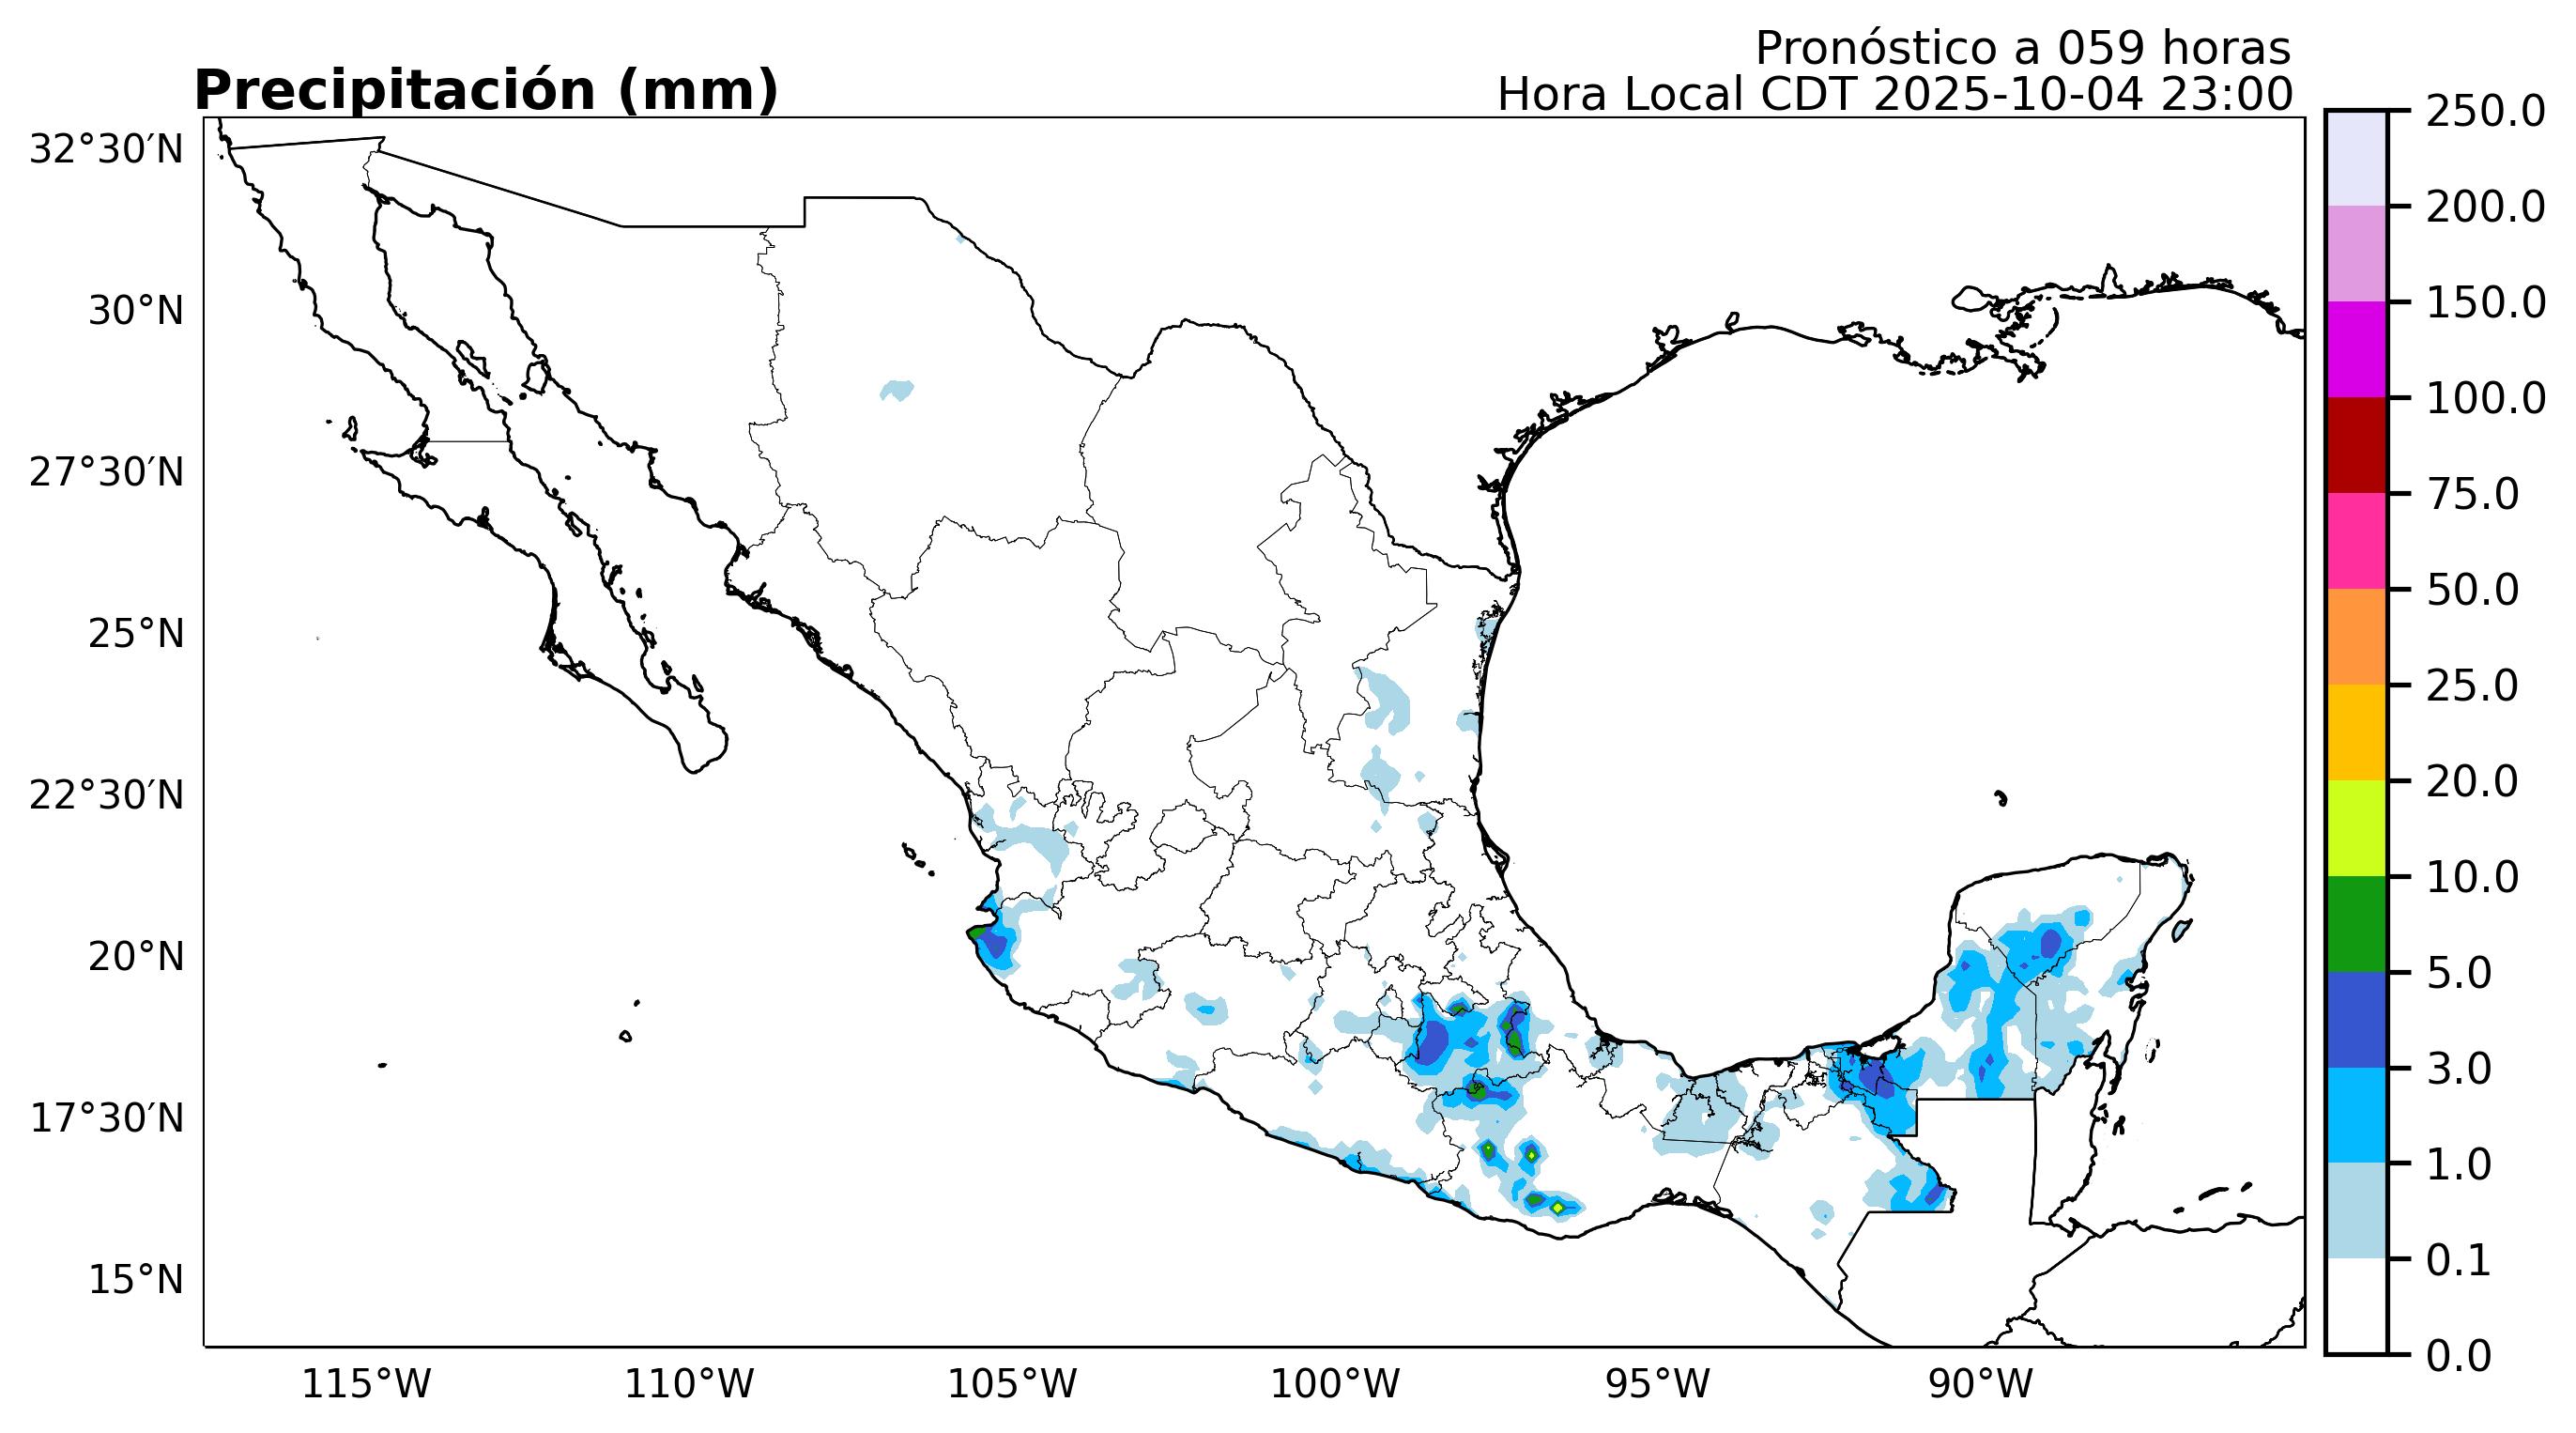 Pronóstico a 059 horas
Precipitación (mm)
Hora Local CDT 2025-10-04 23:00
32°30′N
30°N
27°30′N
25°N
22°30′N
20°N
17°30′N
15°N
115°W
110°W
105°W
100°W
95°W
90°W
250.0
200.0
150.0
100.0
75.0
50.0
25.0
20.0
10.0
5.0
3.0
1.0
0.1
0.0